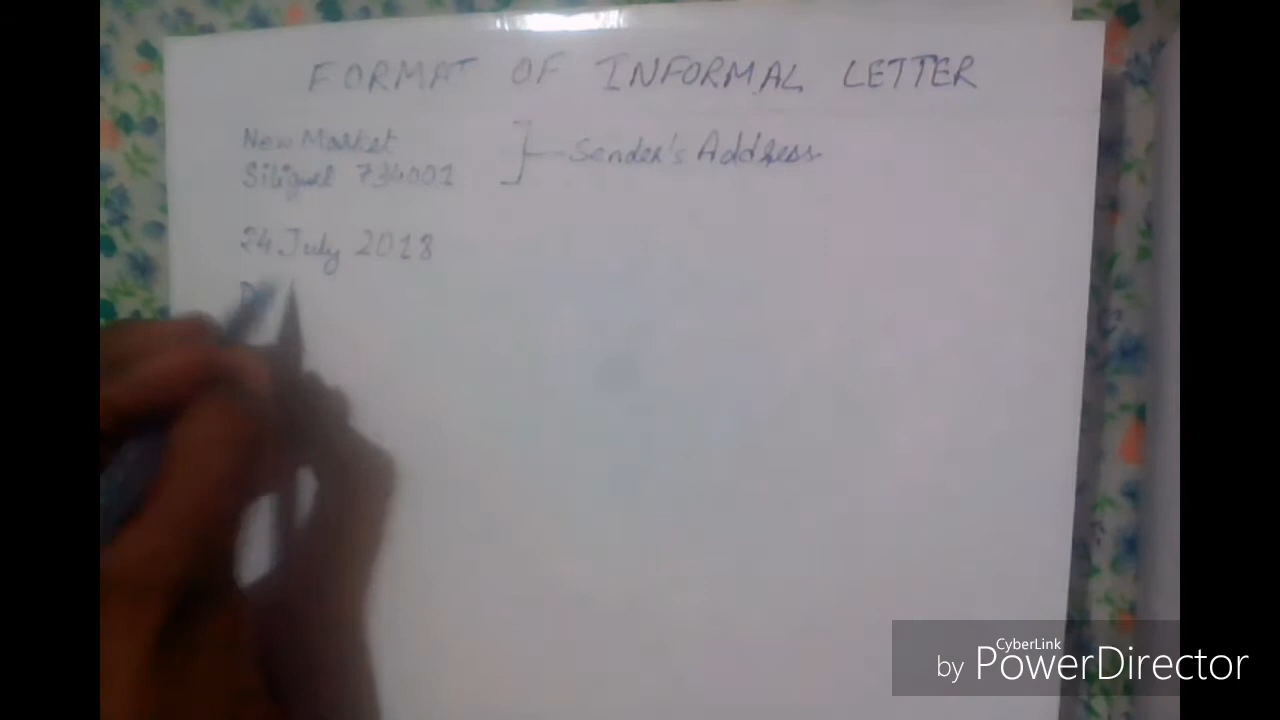 FORMAT OF INFORMAL LETTER
New Market
Siliguri 734001
Sender's Address
24 July 2018
D
CyberLink
by PowerDirector